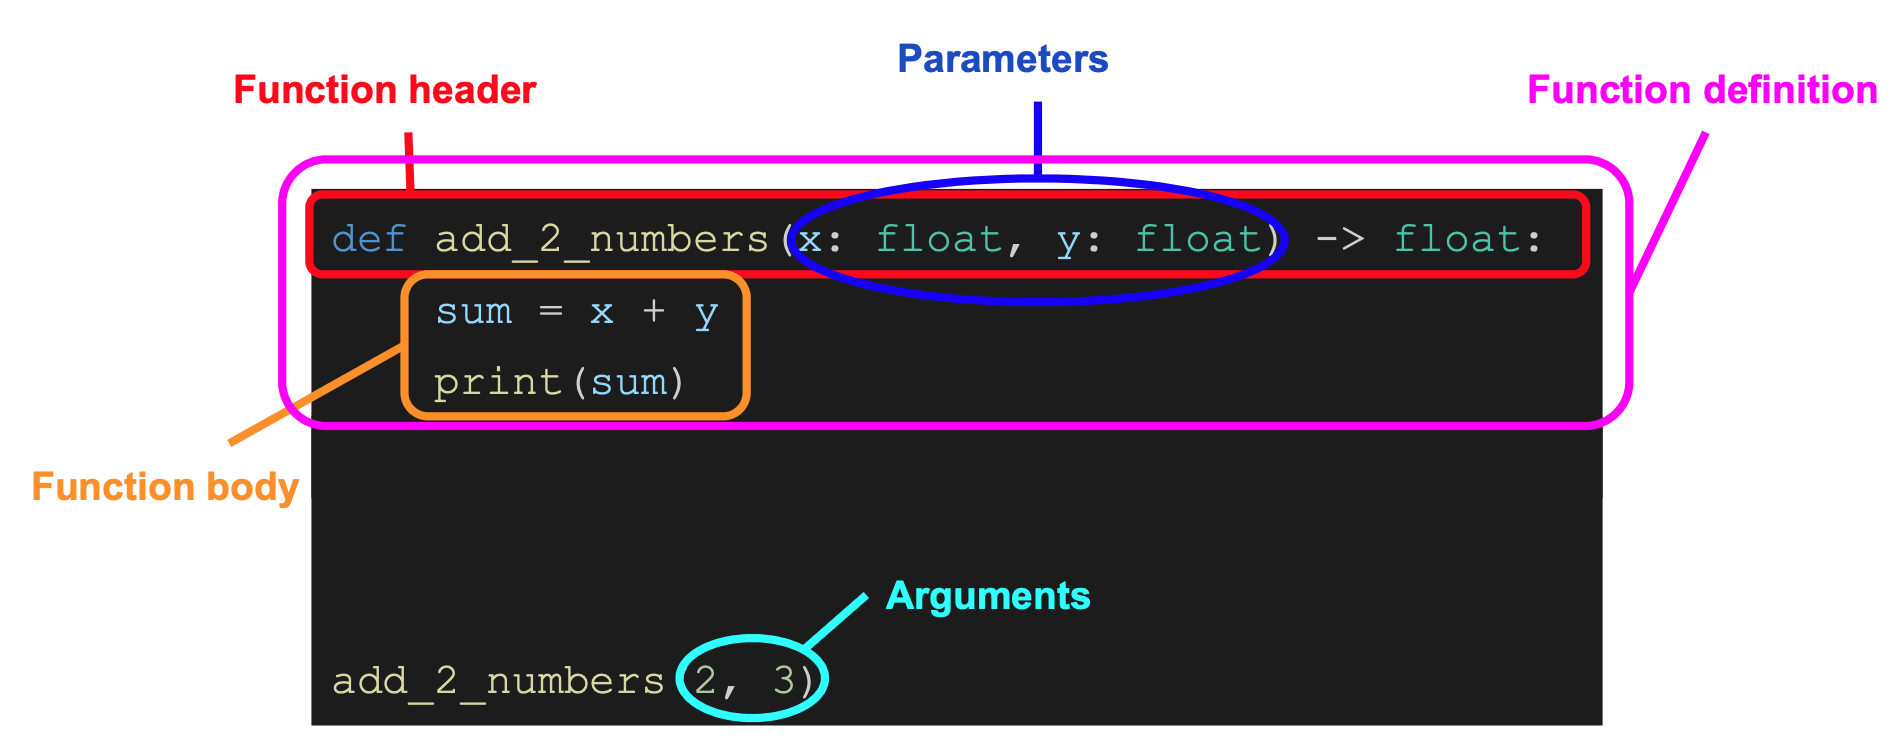 Parameters
Function header
Function definition
def add_2_numbers(x: float, y: float) -> float:
sum = x + y
print(sum)
Function body
Arguments
add_2_numbers(2, 3)